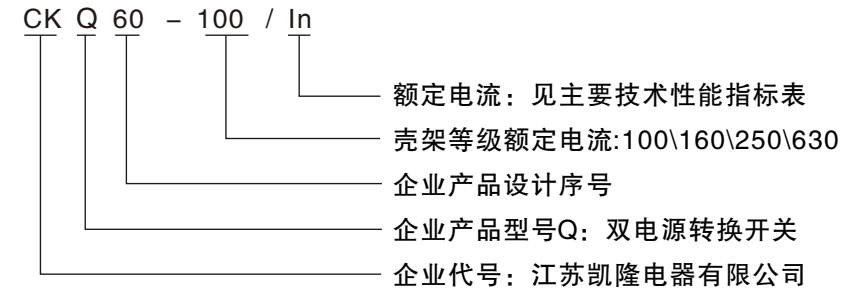 CK Q 60 – 100 / In
额定电流：见主要技术性能指标表
壳架等级额定电流:100\160\250\630
企业产品设计序号
企业产品型号Q：双电源转换开关
企业代号：江苏凯隆电器有限公司